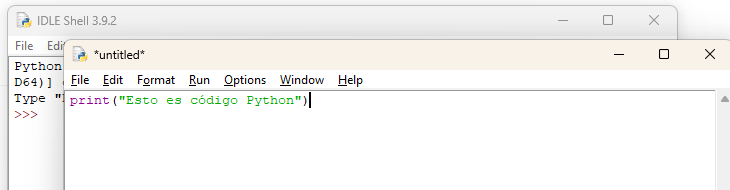 IDLE Shell 3.9.2
File Edi
*untitled*
File Edit Format Run Options Window Help
Python
D64)]
Type "
>>>
print("Esto es código Python")